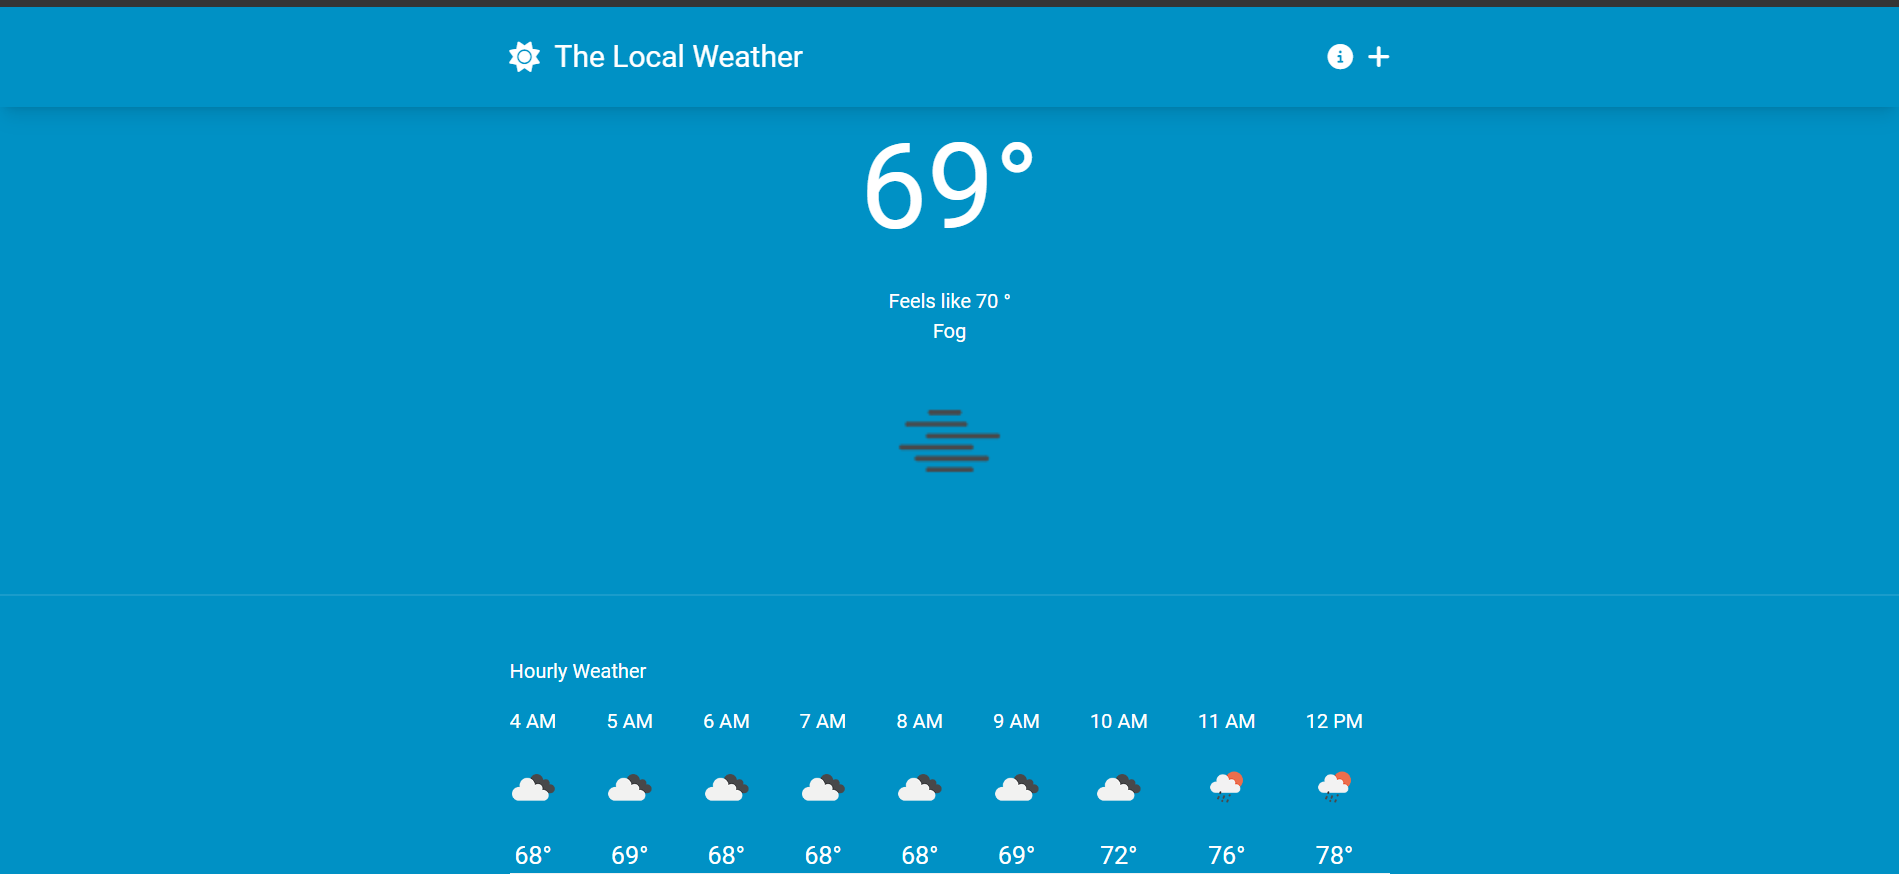 The Local Weather
69°
Feels like 70 °
Fog
Hourly Weather
4 AM 5 AM 6 AM 7 AM 8 AM 9 AM 10 AM 11 AM 12 PM
68° 69° 68° 68° 68° 69° 72° 76° 78°